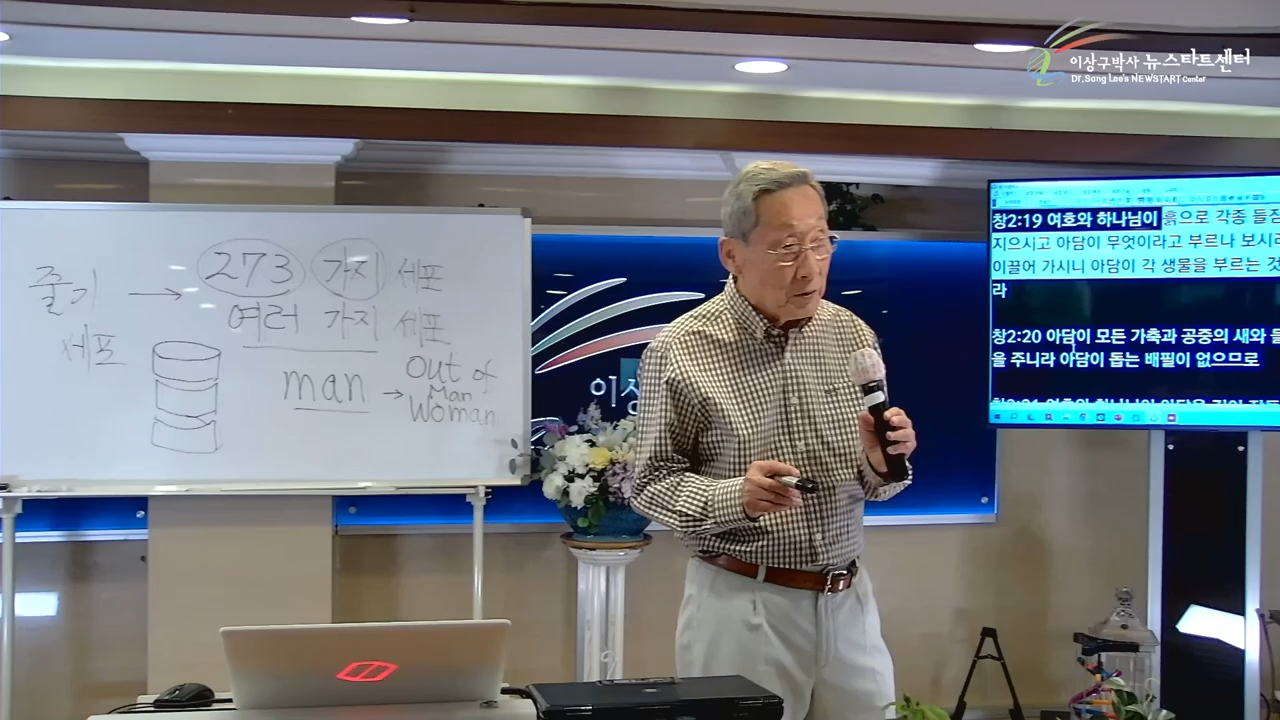 이상구박사 뉴스타트센터
Dr.Sang Lee's NEWSTART Center
줄기 → 273 가지 세포
세포 여러 가지 세포
man → Out of
Man
Woman
이상
창2:19 여호와 하나님이 흙으로 각종 들짐
지으시고 아담이 무엇이라고 부르나 보시려
이끌어 가시니 아담이 각 생물을 부르는 것
라
창2:20 아담이 모든 가축과 공중의 새와 들
을 주니라 아담이 돕는 배필이 없으므로